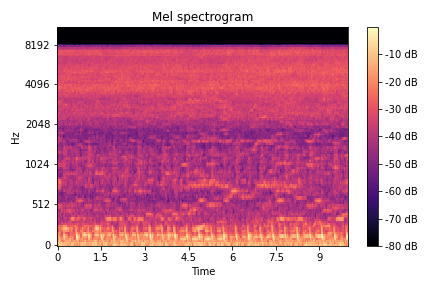 Mel spectrogram
8192
4096
2048
1024
512
0
Hz
0 1.5 3 4.5 6 7.5 9
Time
-10 dB
-20 dB
-30 dB
-40 dB
-50 dB
-60 dB
-70 dB
-80 dB